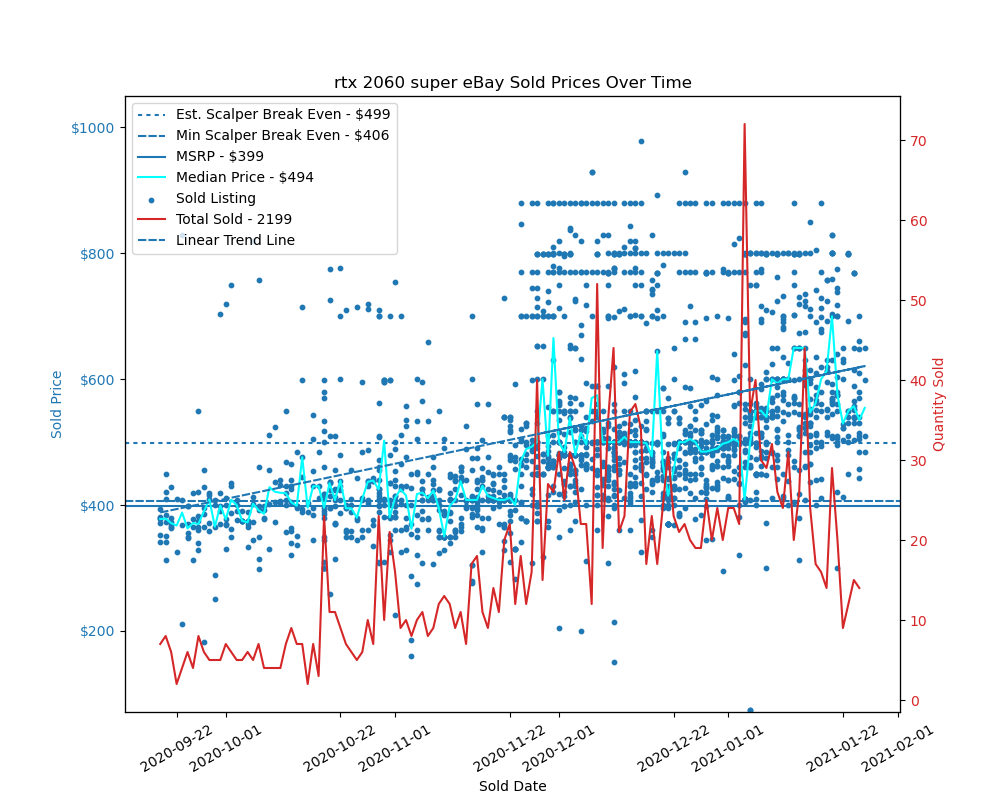 rtx 2060 super eBay Sold Prices Over Time
Est. Scalper Break Even - $499
Min Scalper Break Even - $406
MSRP - $399
Median Price - $494
Sold Listing
Total Sold - 2199
Linear Trend Line
$1000
$800
$600
$400
$200
Sold Price
70
60
50
40
30
20
10
0
Quantity Sold
2020-09-22
2020-10-01
2020-10-22
2020-11-01
2020-11-22
2020-12-01
2020-12-22
2021-01-01
2021-01-22
2021-02-01
Sold Date